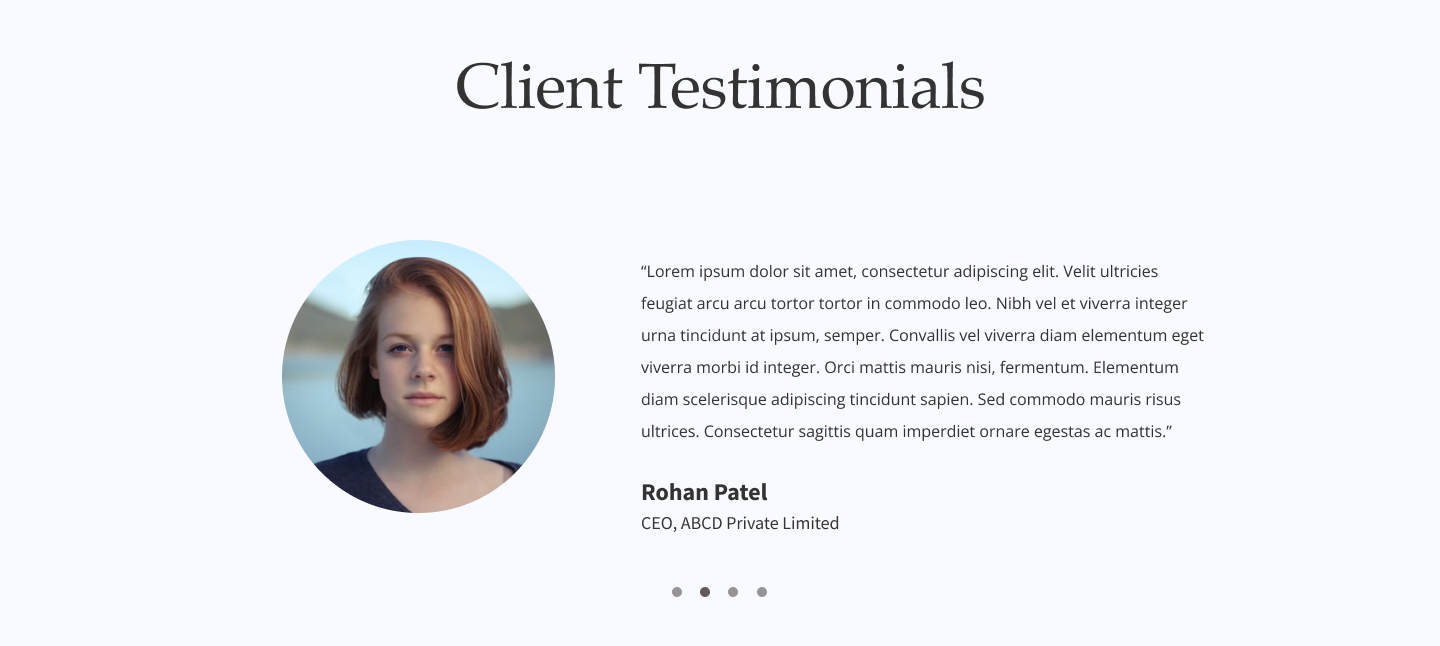 Client Testimonials
“Lorem ipsum dolor sit amet, consectetur adipiscing elit. Velit ultricies
feugiat arcu arcu tortor tortor in commodo leo. Nibh vel et viverra integer
urna tincidunt at ipsum, semper. Convallis vel viverra diam elementum eget
viverra morbi id integer. Orci mattis mauris nisi, fermentum. Elementum
diam scelerisque adipiscing tincidunt sapien. Sed commodo mauris risus
ultrices. Consectetur sagittis quam imperdiet ornare egestas ac mattis.”
Rohan Patel
CEO, ABCD Private Limited